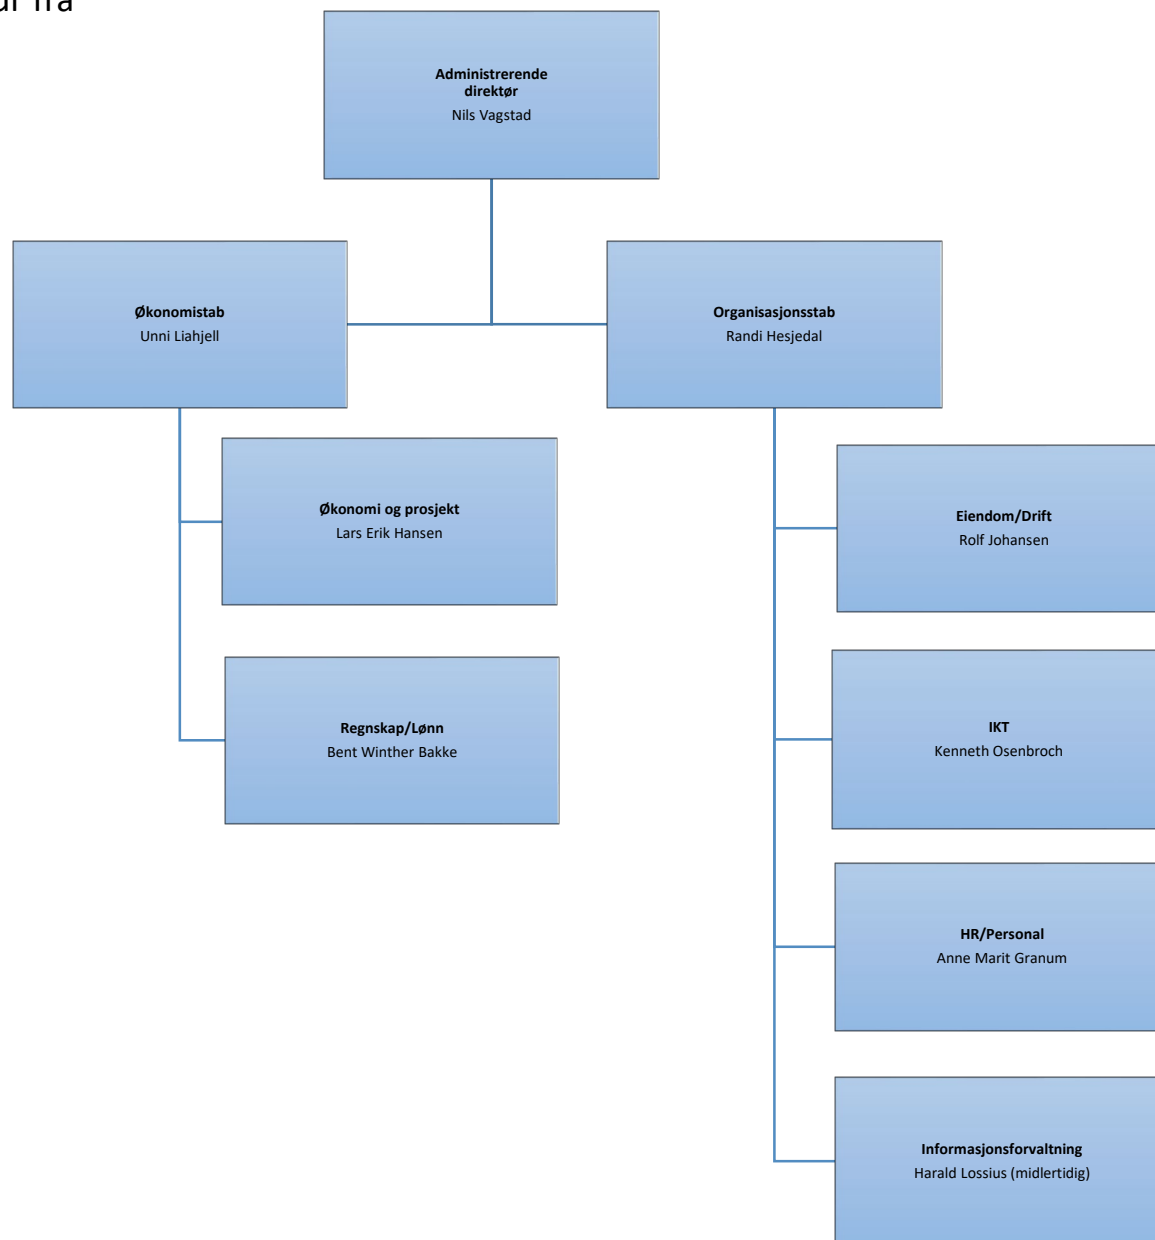 fra
Administrerende
direktør
Nils Vagstad
Økonomistab
Unni Liahjell
Organisasjonsstab
Randi Hesjedal
Økonomi og prosjekt
Lars Erik Hansen
Eiendom/Drift
Rolf Johansen
Regnskap/Lønn
Bent Winther Bakke
IKT
Kenneth Osenbroch
HR/Personal
Anne Marit Granum
Informasjonsforvaltning
Harald Lossius (midlertidig)